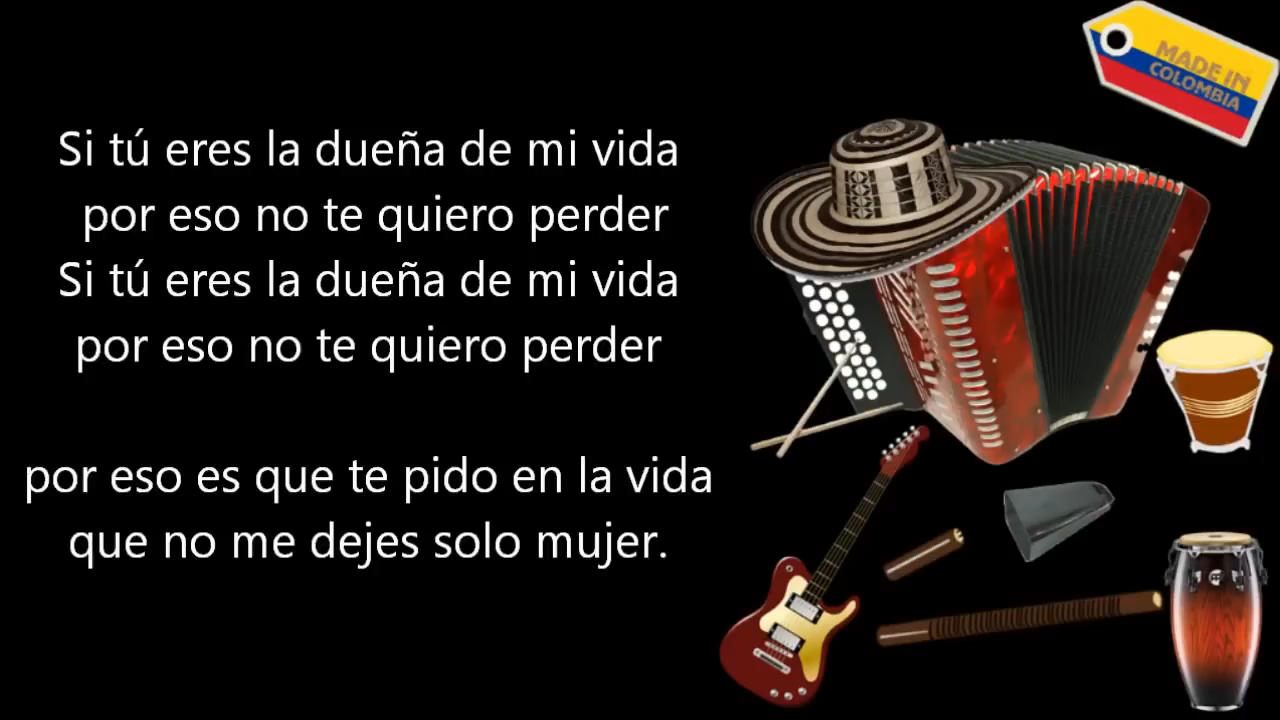 Si tú eres la dueña de mi vida
por eso no te quiero perder
Si tú eres la dueña de mi vida
por eso no te quiero perder
por eso es que te pido en la vida
que no me dejes solo mujer.
MADE IN
COLOMBIA